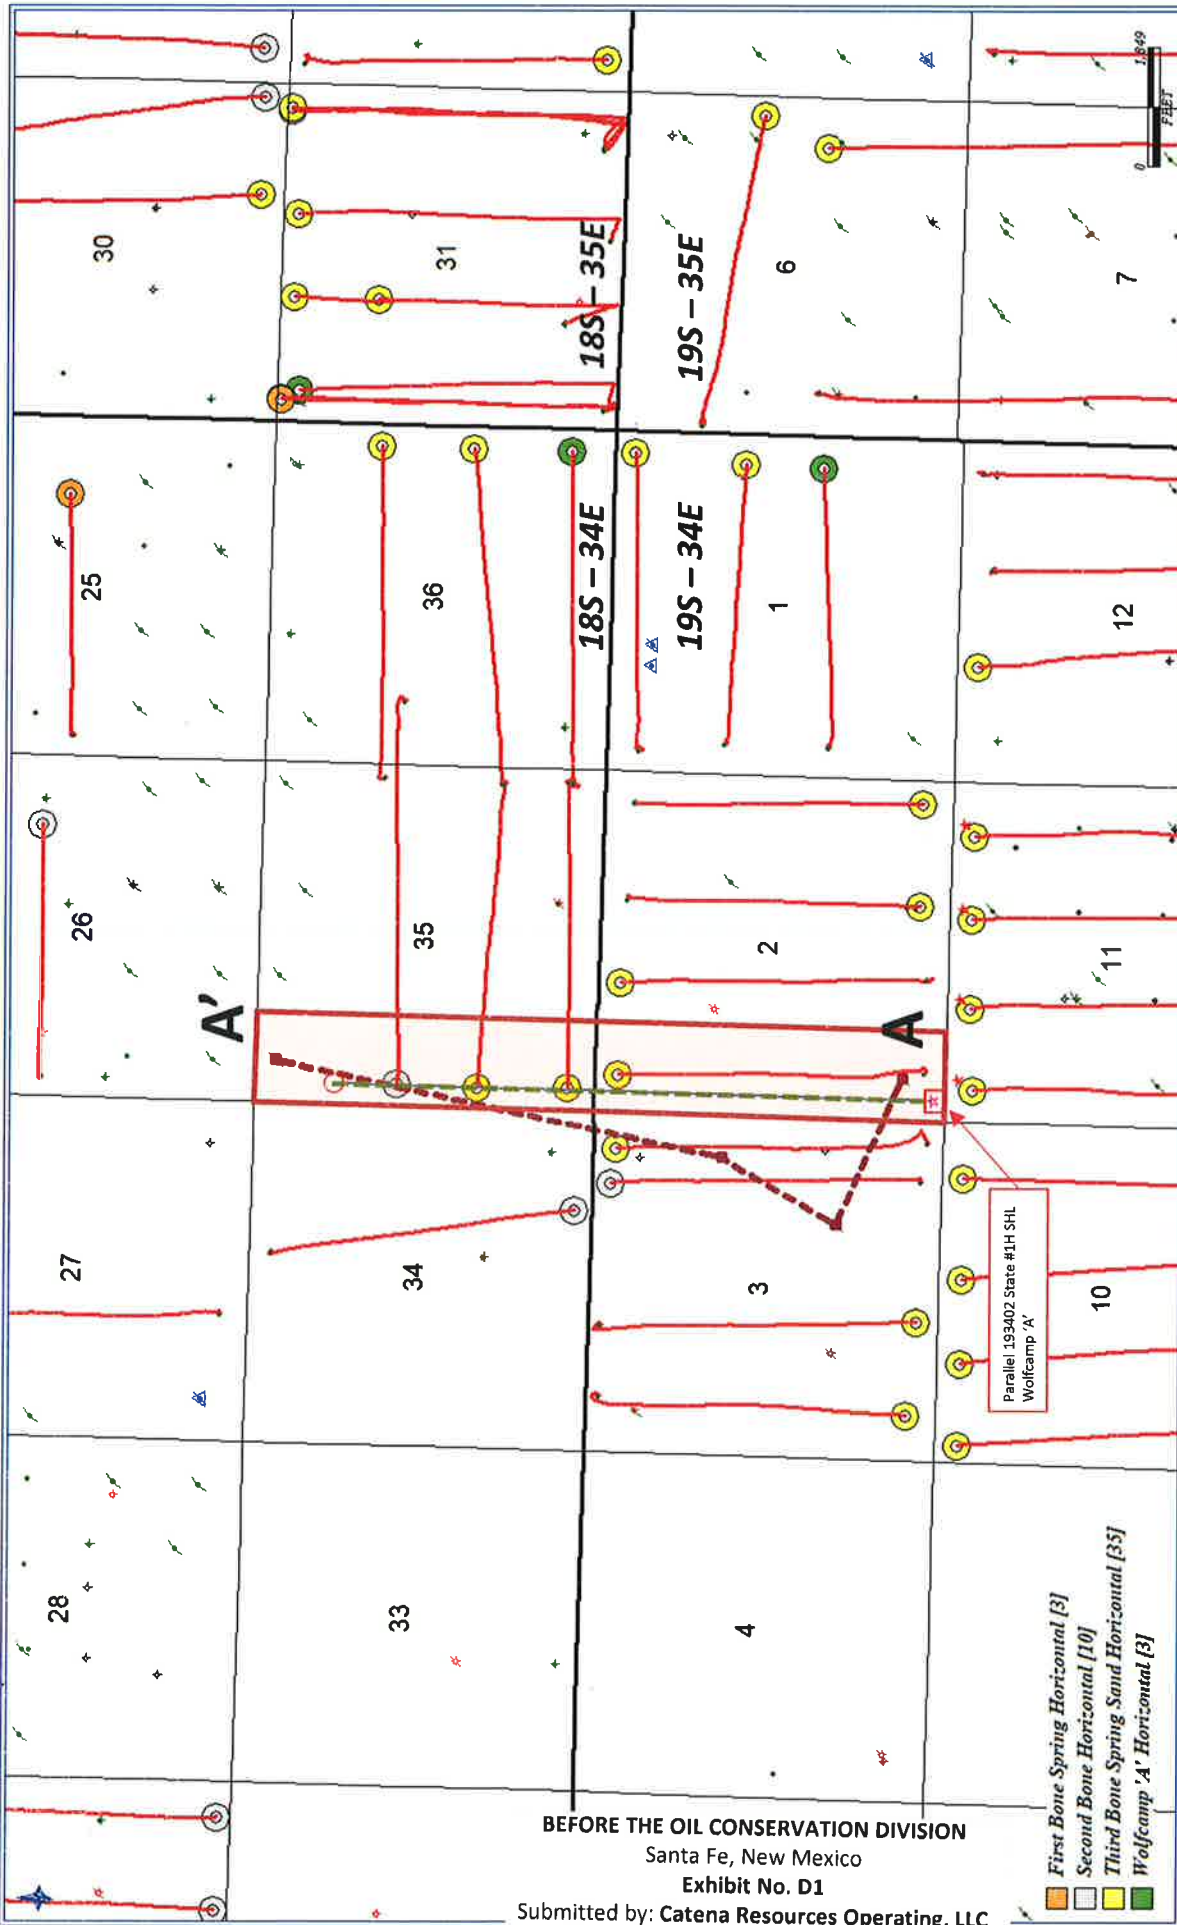 30
25
26
27
28
31
36
35
34
33
18S – 35E
18S – 34E
19S – 35E
19S – 34E
6
1
2
3
4
7
12
11
10
A'
A
0
1,849
FEET
Parallel 193402 State #1H SHL
Wolfcamp 'A'
First Bone Spring Horizontal [3]
Second Bone Horizontal [10]
Third Bone Spring Sand Horizontal [35]
Wolfcamp 'A' Horizontal [3]
BEFORE THE OIL CONSERVATION DIVISION
Santa Fe, New Mexico
Exhibit No. D1
Submitted by: Catena Resources Operating, LLC